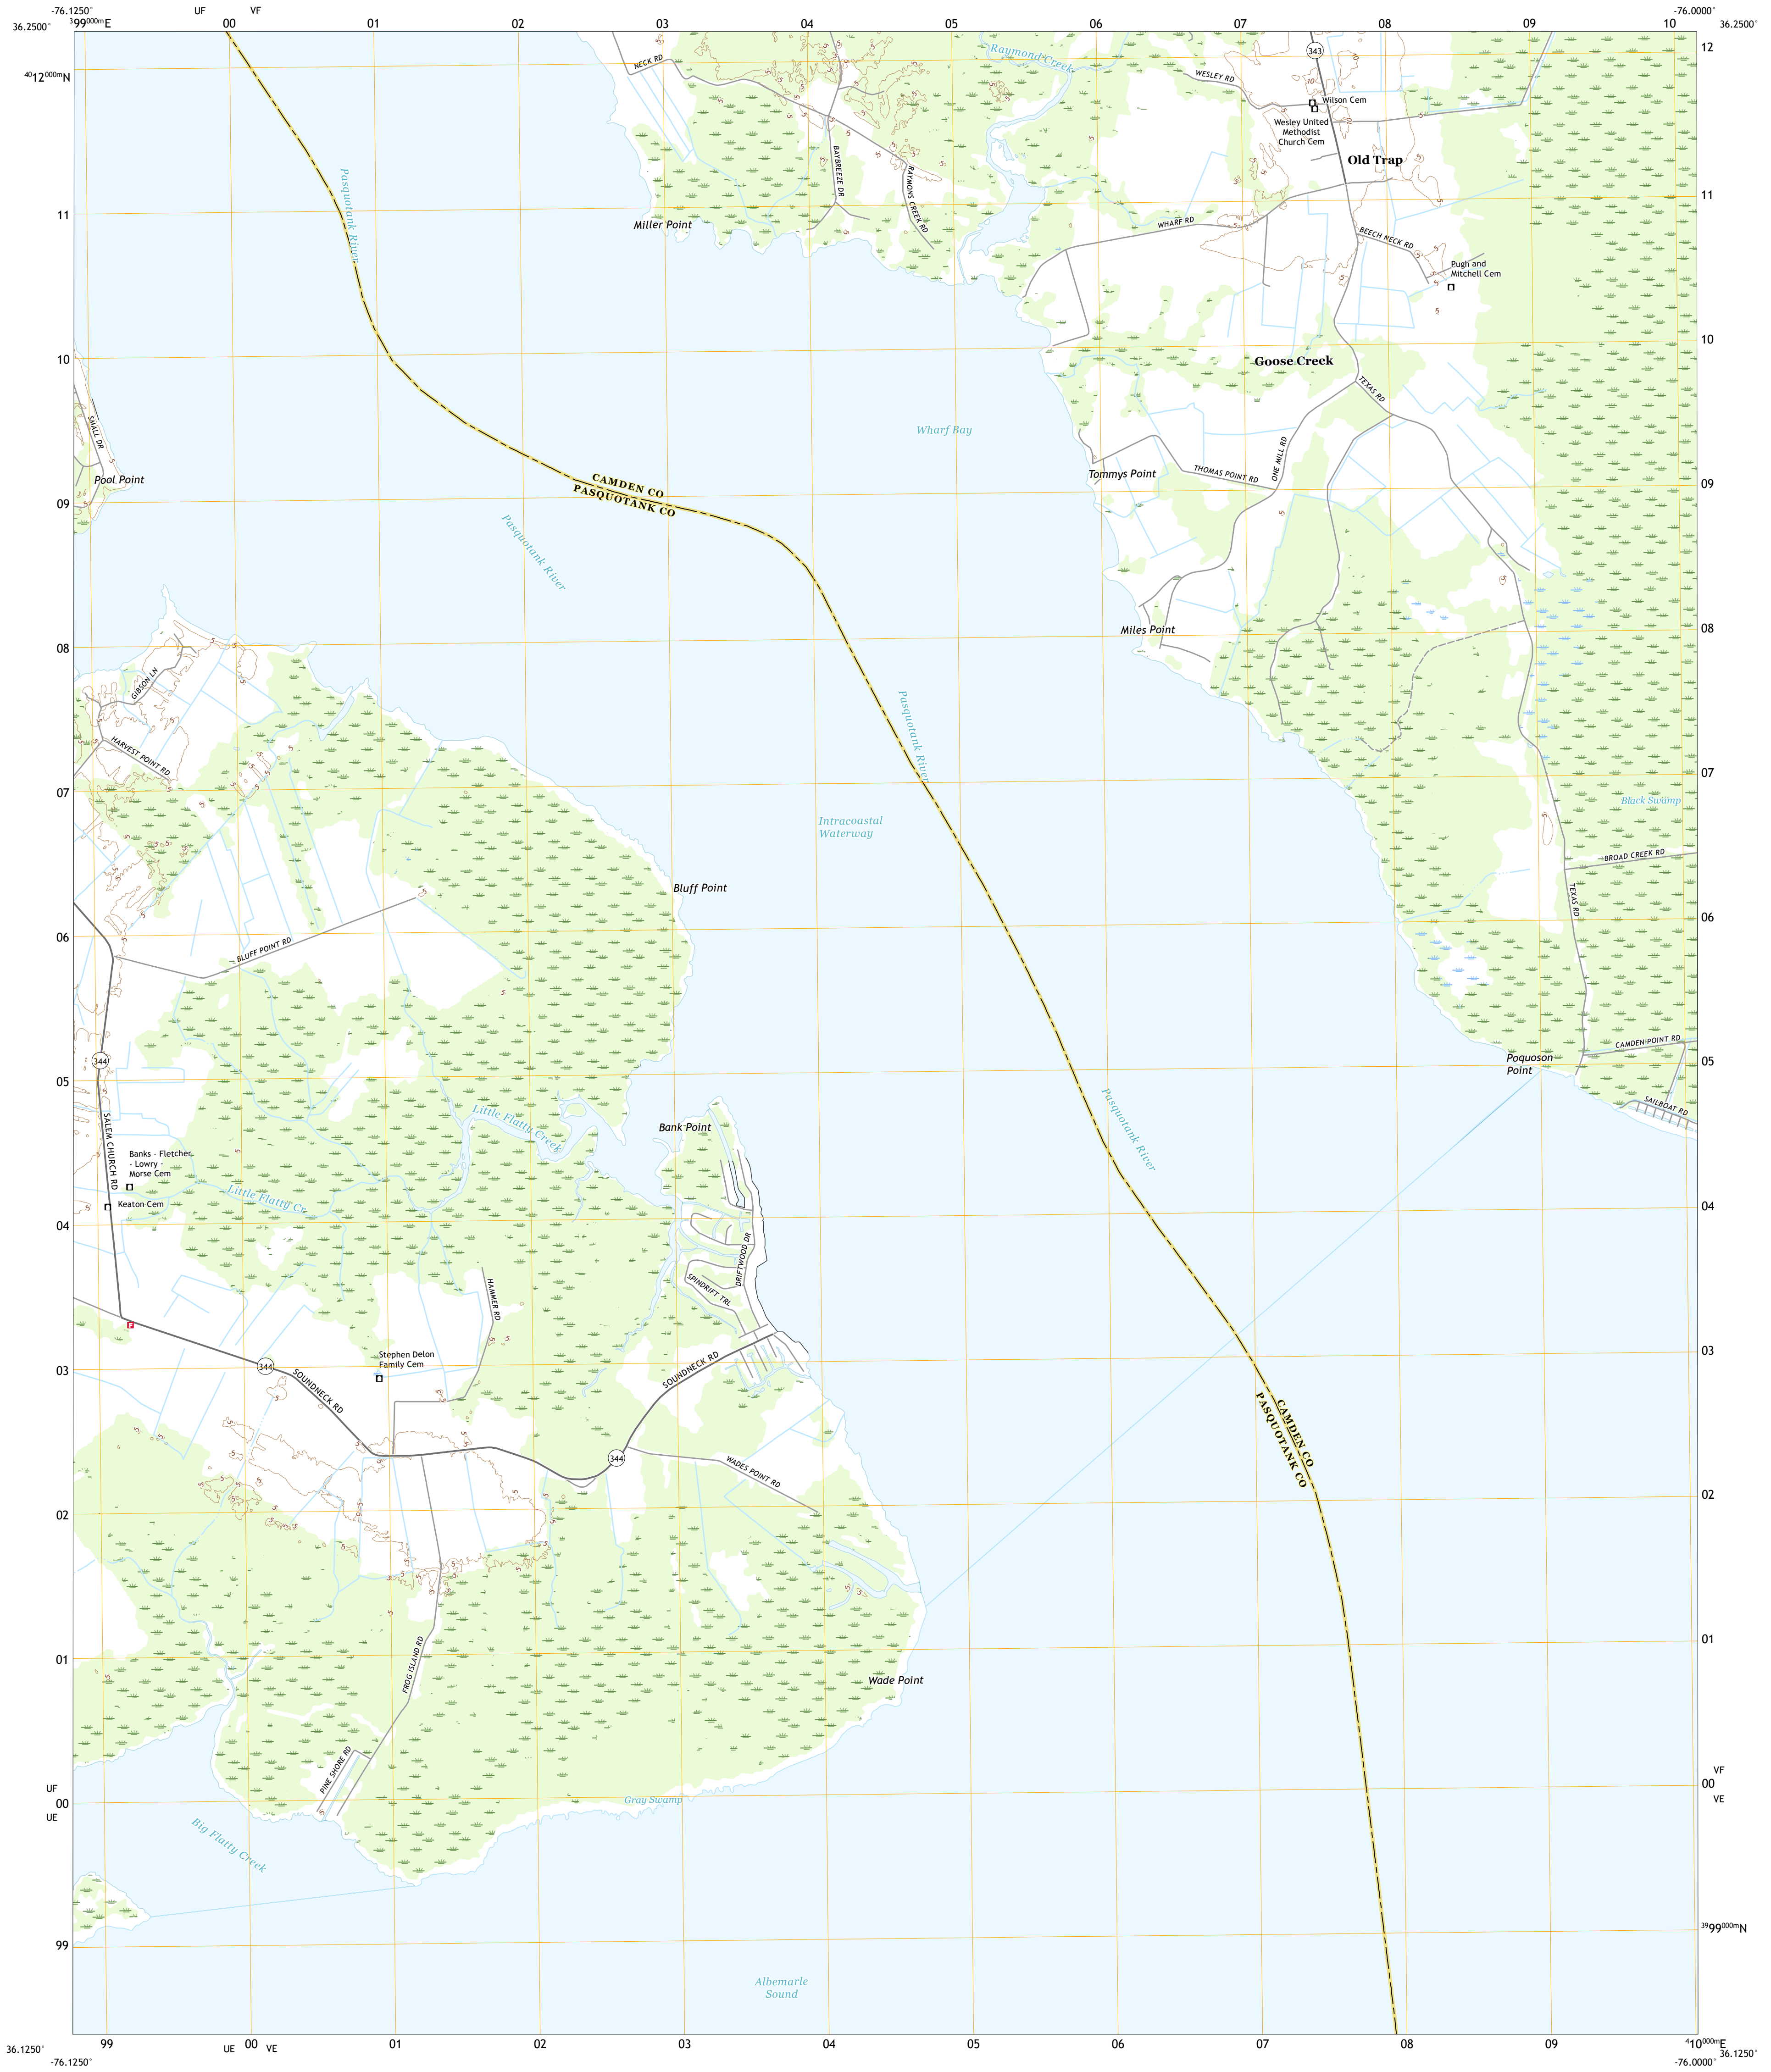 -76.1250°
UF
VF
-76.0000°
36.2500°
³99⁰⁰⁰ᵐE
00
01
02
03
04
05
06
07
08
09
10
36.2500°
⁴⁰12⁰⁰⁰ᵐN
12
343
NECK RD
Raymond Creek
WESLEY RD
Wilson Cem
Wesley United
Methodist
Church Cem
Old Trap
BAYBREEZE DR
RAYMONS CREEK RD
Pasquotank River
11
11
Miller Point
WHARF RD
BEECH NECK RD
Pugh and
Mitchell Cem
10
10
Goose Creek
TEXAS RD
SMALL DR
Wharf Bay
ONE MILL RD
Pool Point
Tommys Point
THOMAS POINT RD
CAMDEN CO
PASQUOTANK CO
09
09
Pasquotank River
Miles Point
08
08
GIBSON LN
HARVEST POINT RD
Pasquotank River
07
07
Black Swamp
Intracoastal
Waterway
BROAD CREEK RD
Bluff Point
TEXAS RD
06
06
BLUFF POINT RD
344
CAMDEN POINT RD
Poquoson
Point
05
05
SAILBOAT RD
Little Flatty Creek
Bank Point
Pasquotank River
SALEM CHURCH RD
Banks - Fletcher
- Lowry -
Morse Cem
Little Flatty Cr
Keaton Cem
04
04
DRIFTWOOD DR
SPINDRIFT TRL
HAMMER RD
F
344
Stephen Delon
Family Cem
SOUNDNECK RD
SOUNDNECK RD
03
03
CAMDEN CO
PASQUOTANK CO
344
WADES POINT RD
02
02
FROG ISLAND RD
01
01
Wade Point
PINE SHORE RD
UF
UE
00
VF
00
VE
Gray Swamp
Big Flatty Creek
99
³⁹99⁰⁰⁰ᵐN
Albemarle
Sound
36.1250°
-76.1250°
99
UE
00
VE
01
02
03
04
05
06
07
08
09
⁴10⁰⁰⁰ᵐE
36.1250°
-76.0000°